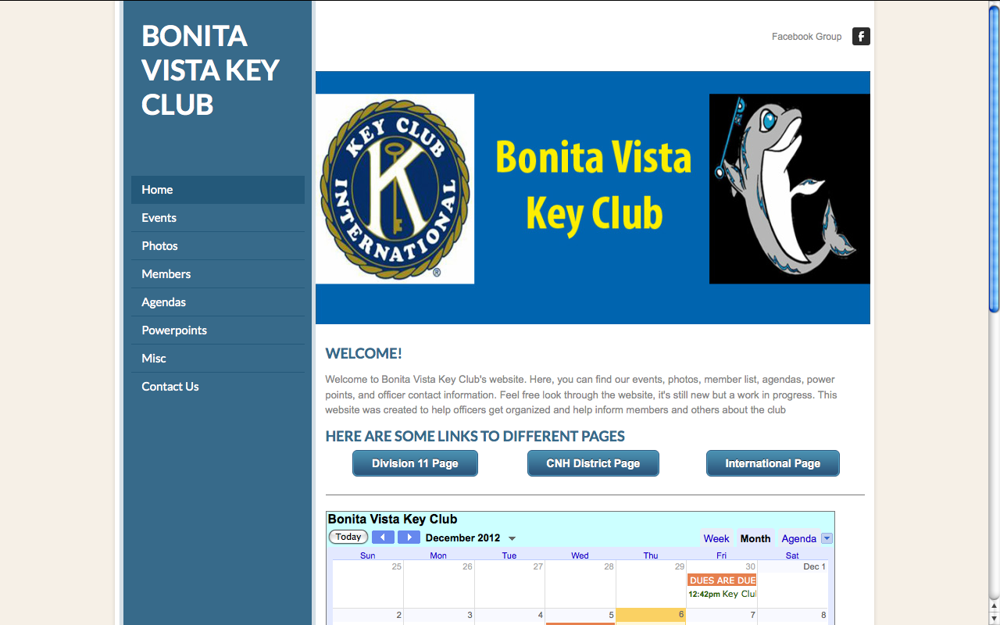 BONITA
VISTA KEY
CLUB
Home
Events
Photos
Members
Agendas
Powerpoints
Misc
Contact Us
Facebook Group
KEY CLUB
K
INTERNATIONAL
®
Bonita Vista
Key Club
WELCOME!
Welcome to Bonita Vista Key Club's website. Here, you can find our events, photos, member list, agendas, power
points, and officer contact information. Feel free look through the website, it's still new but a work in progress. This
website was created to help officers get organized and help inform members and others about the club
HERE ARE SOME LINKS TO DIFFERENT PAGES
Division 11 Page CNH District Page International Page
Bonita Vista Key Club
Today December 2012 Week Month Agenda
Sun Mon Tue Wed Thu Fri Sat
25 26 27 28 29 30 Dec 1
DUES ARE DUE
12:42pm Key Clul
2 3 4 5 6 7 8